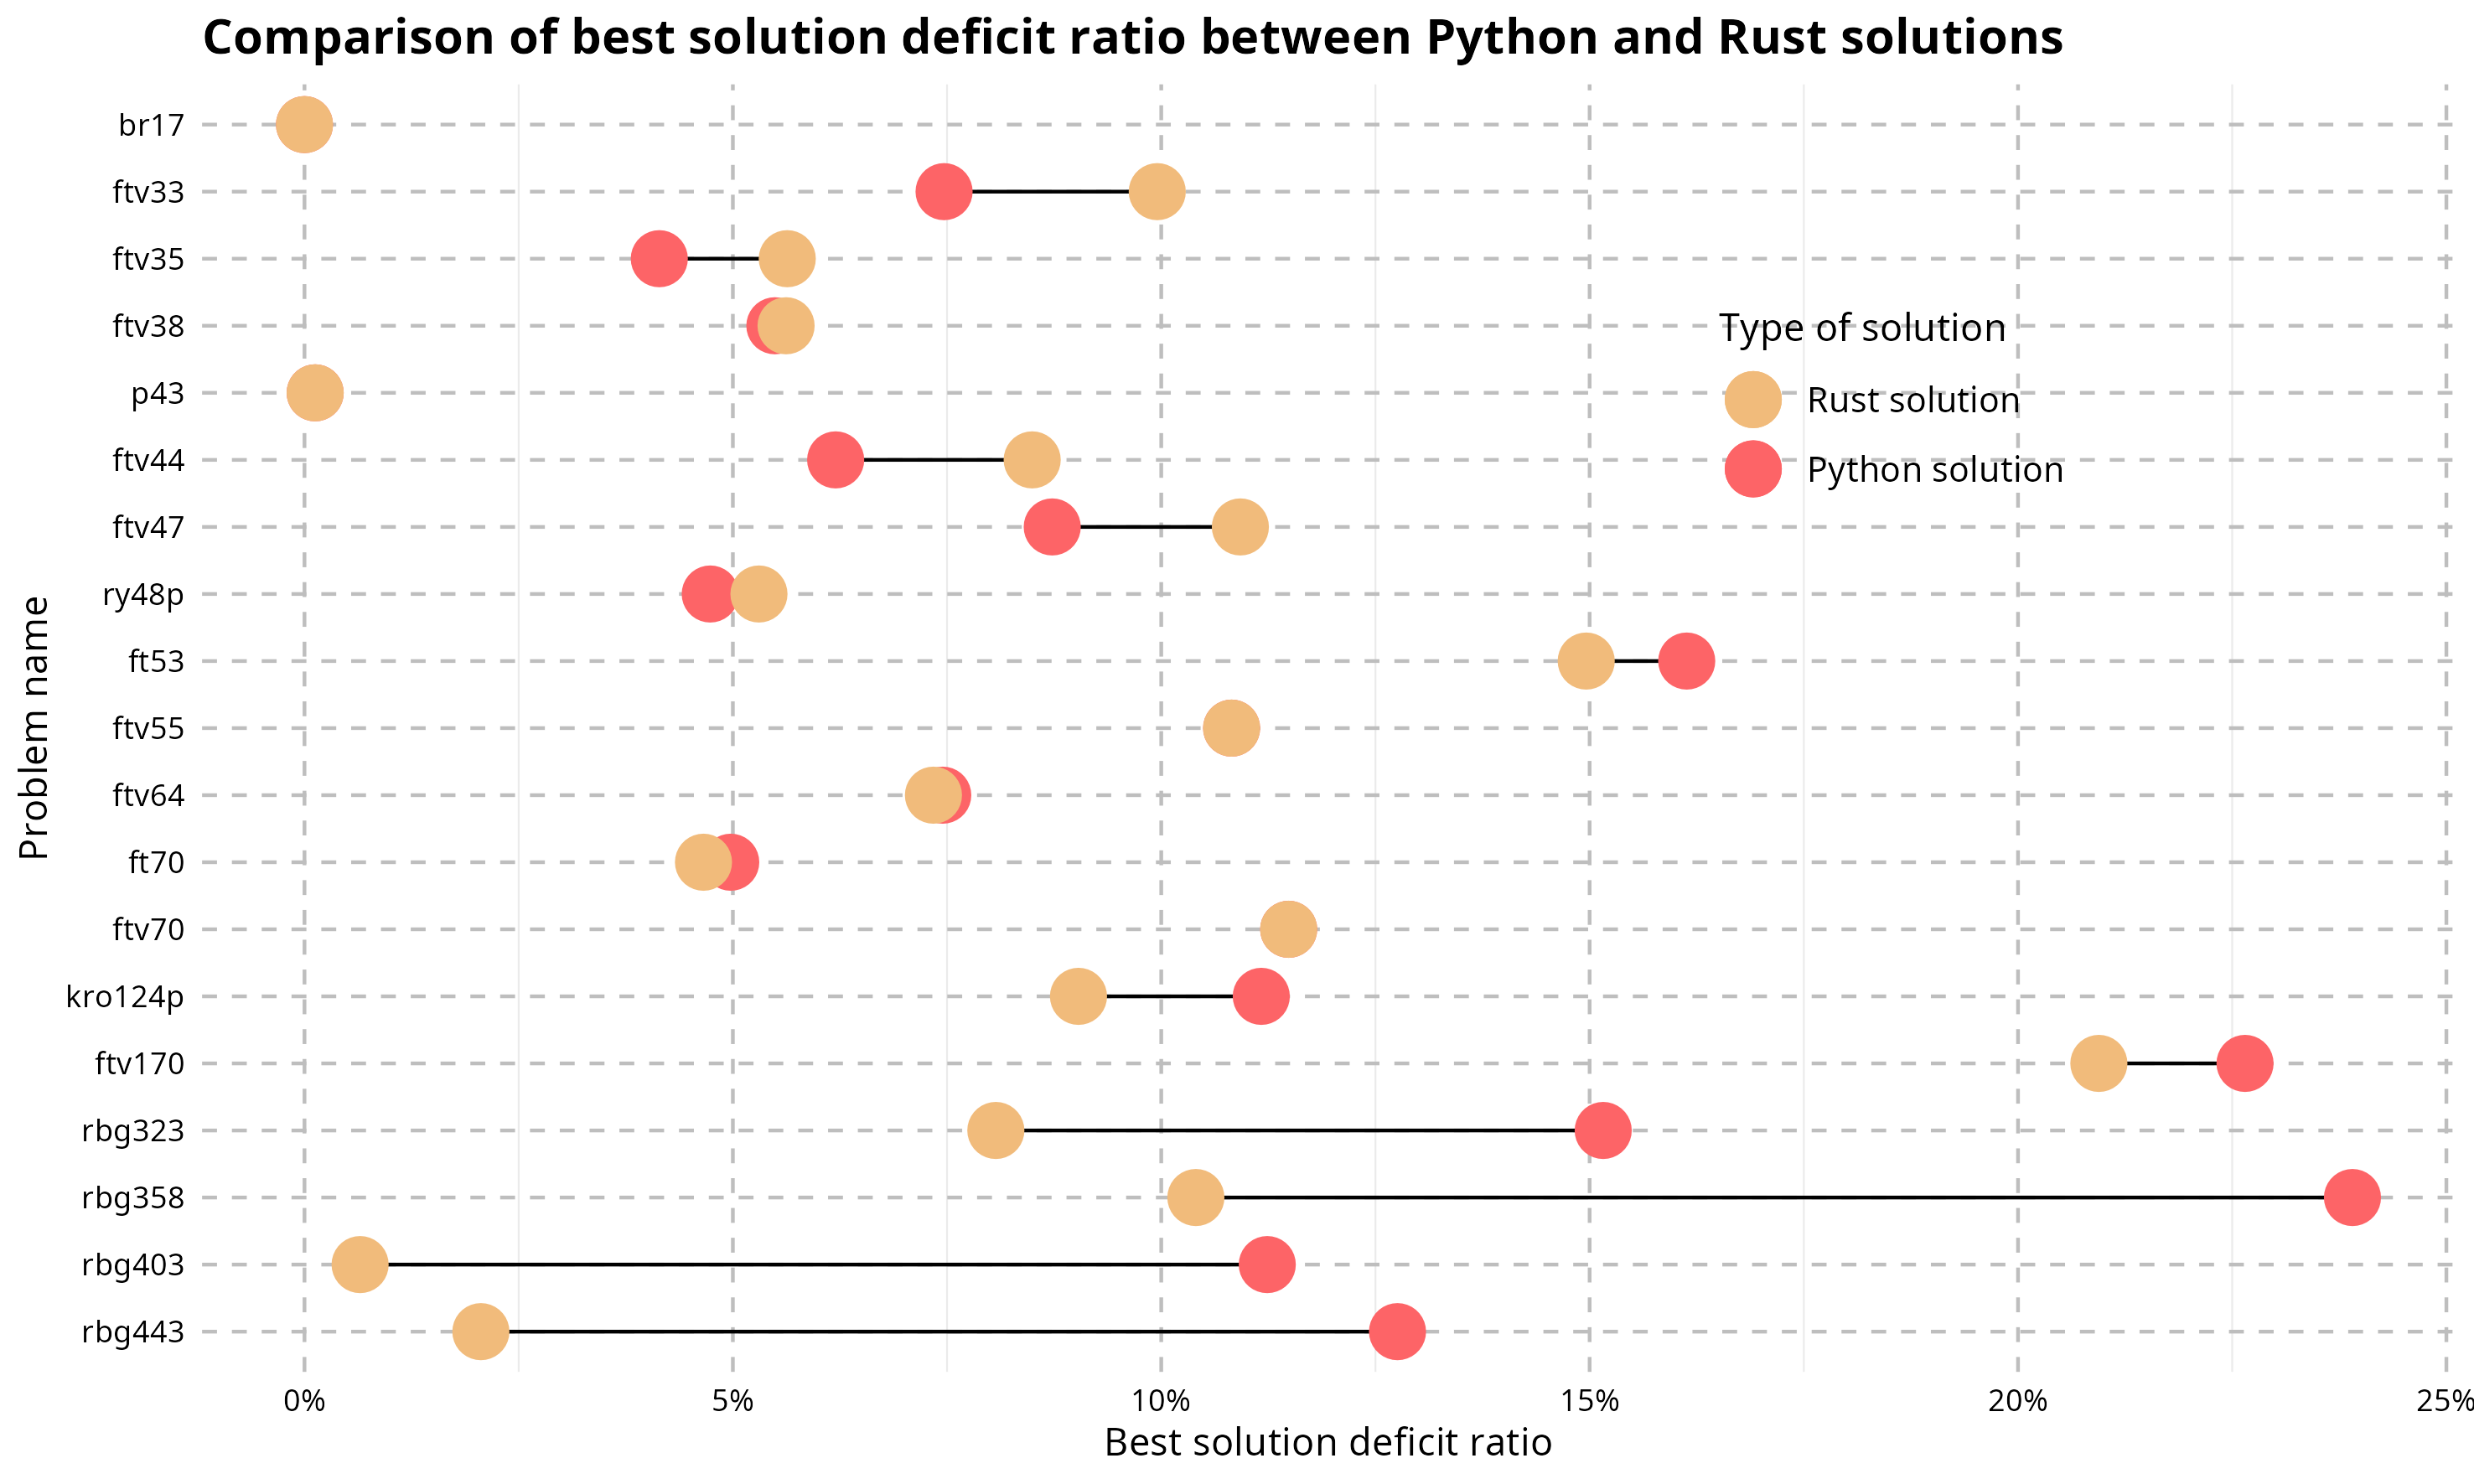 Comparison of best solution deficit ratio between Python and Rust solutions
Problem name
br17
ftv33
ftv35
ftv38
p43
ftv44
ftv47
ry48p
ft53
ftv55
ftv64
ft70
ftv70
kro124p
ftv170
rbg323
rbg358
rbg403
rbg443
Type of solution
Rust solution
Python solution
0%
5%
10%
15%
20%
25%
Best solution deficit ratio